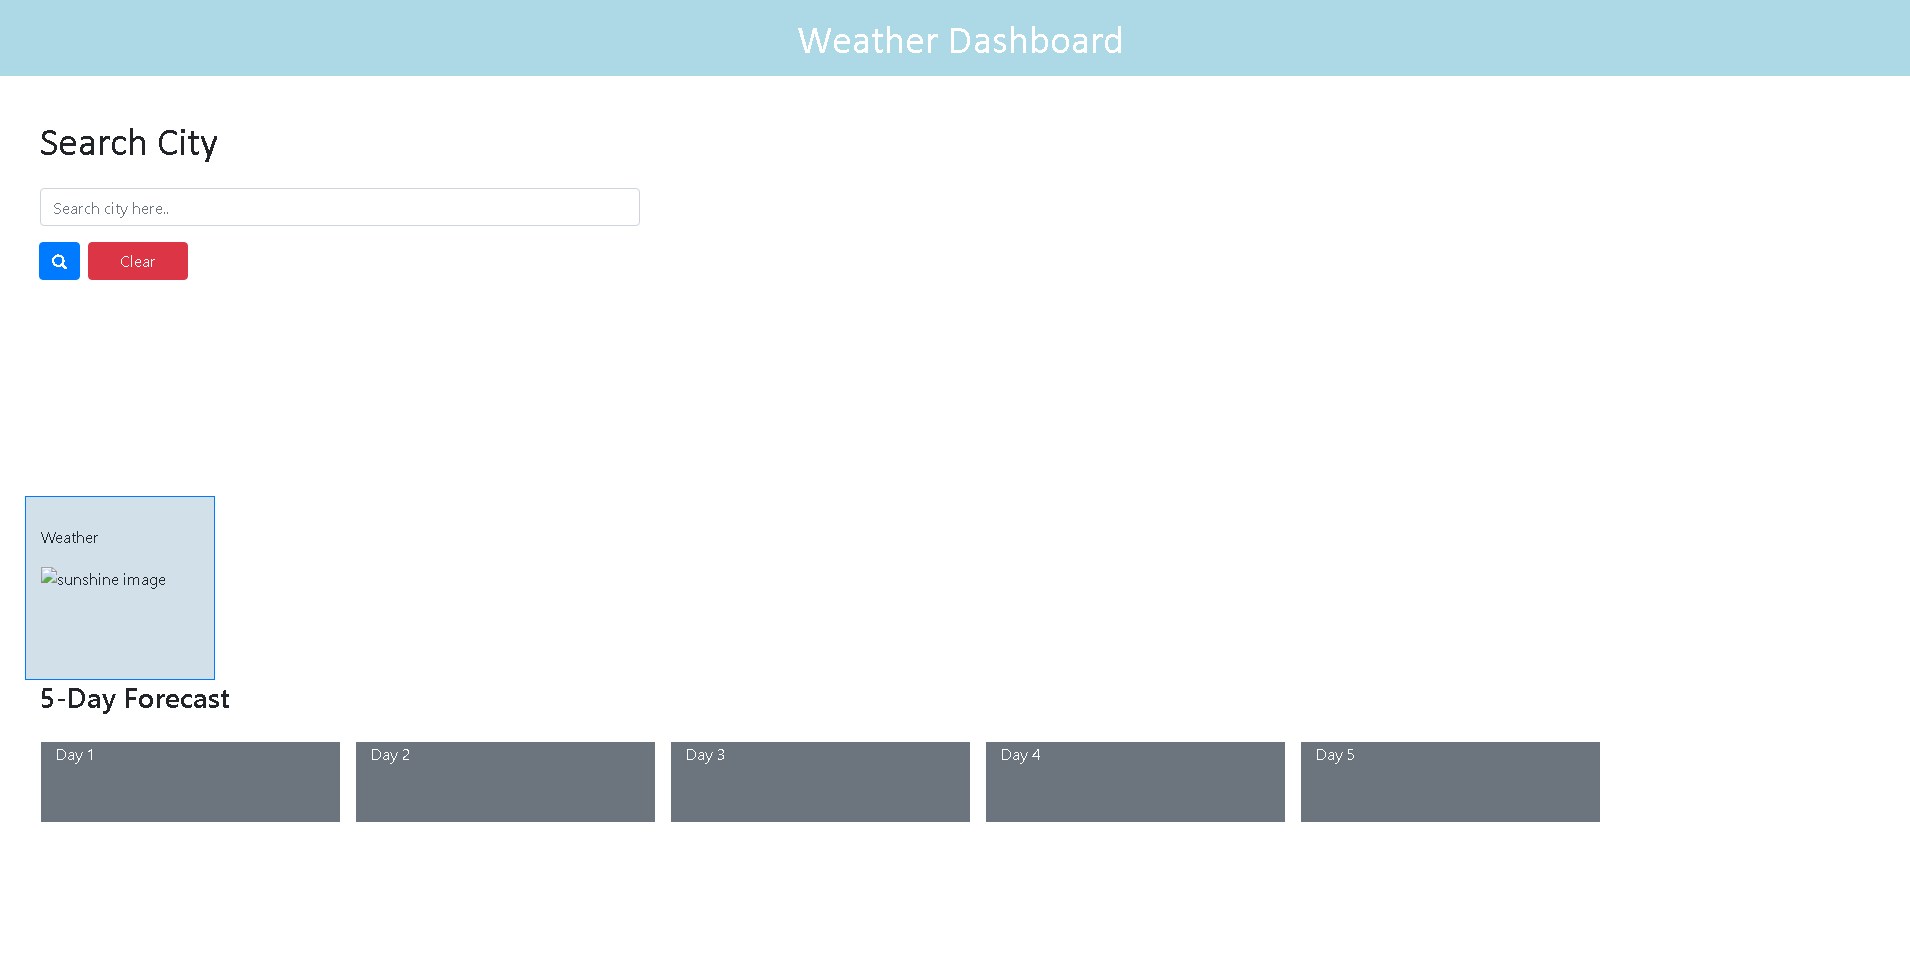 Weather Dashboard
Search City
Search city here..
Clear
Weather
sunshine image
5-Day Forecast
Day 1
Day 2
Day 3
Day 4
Day 5